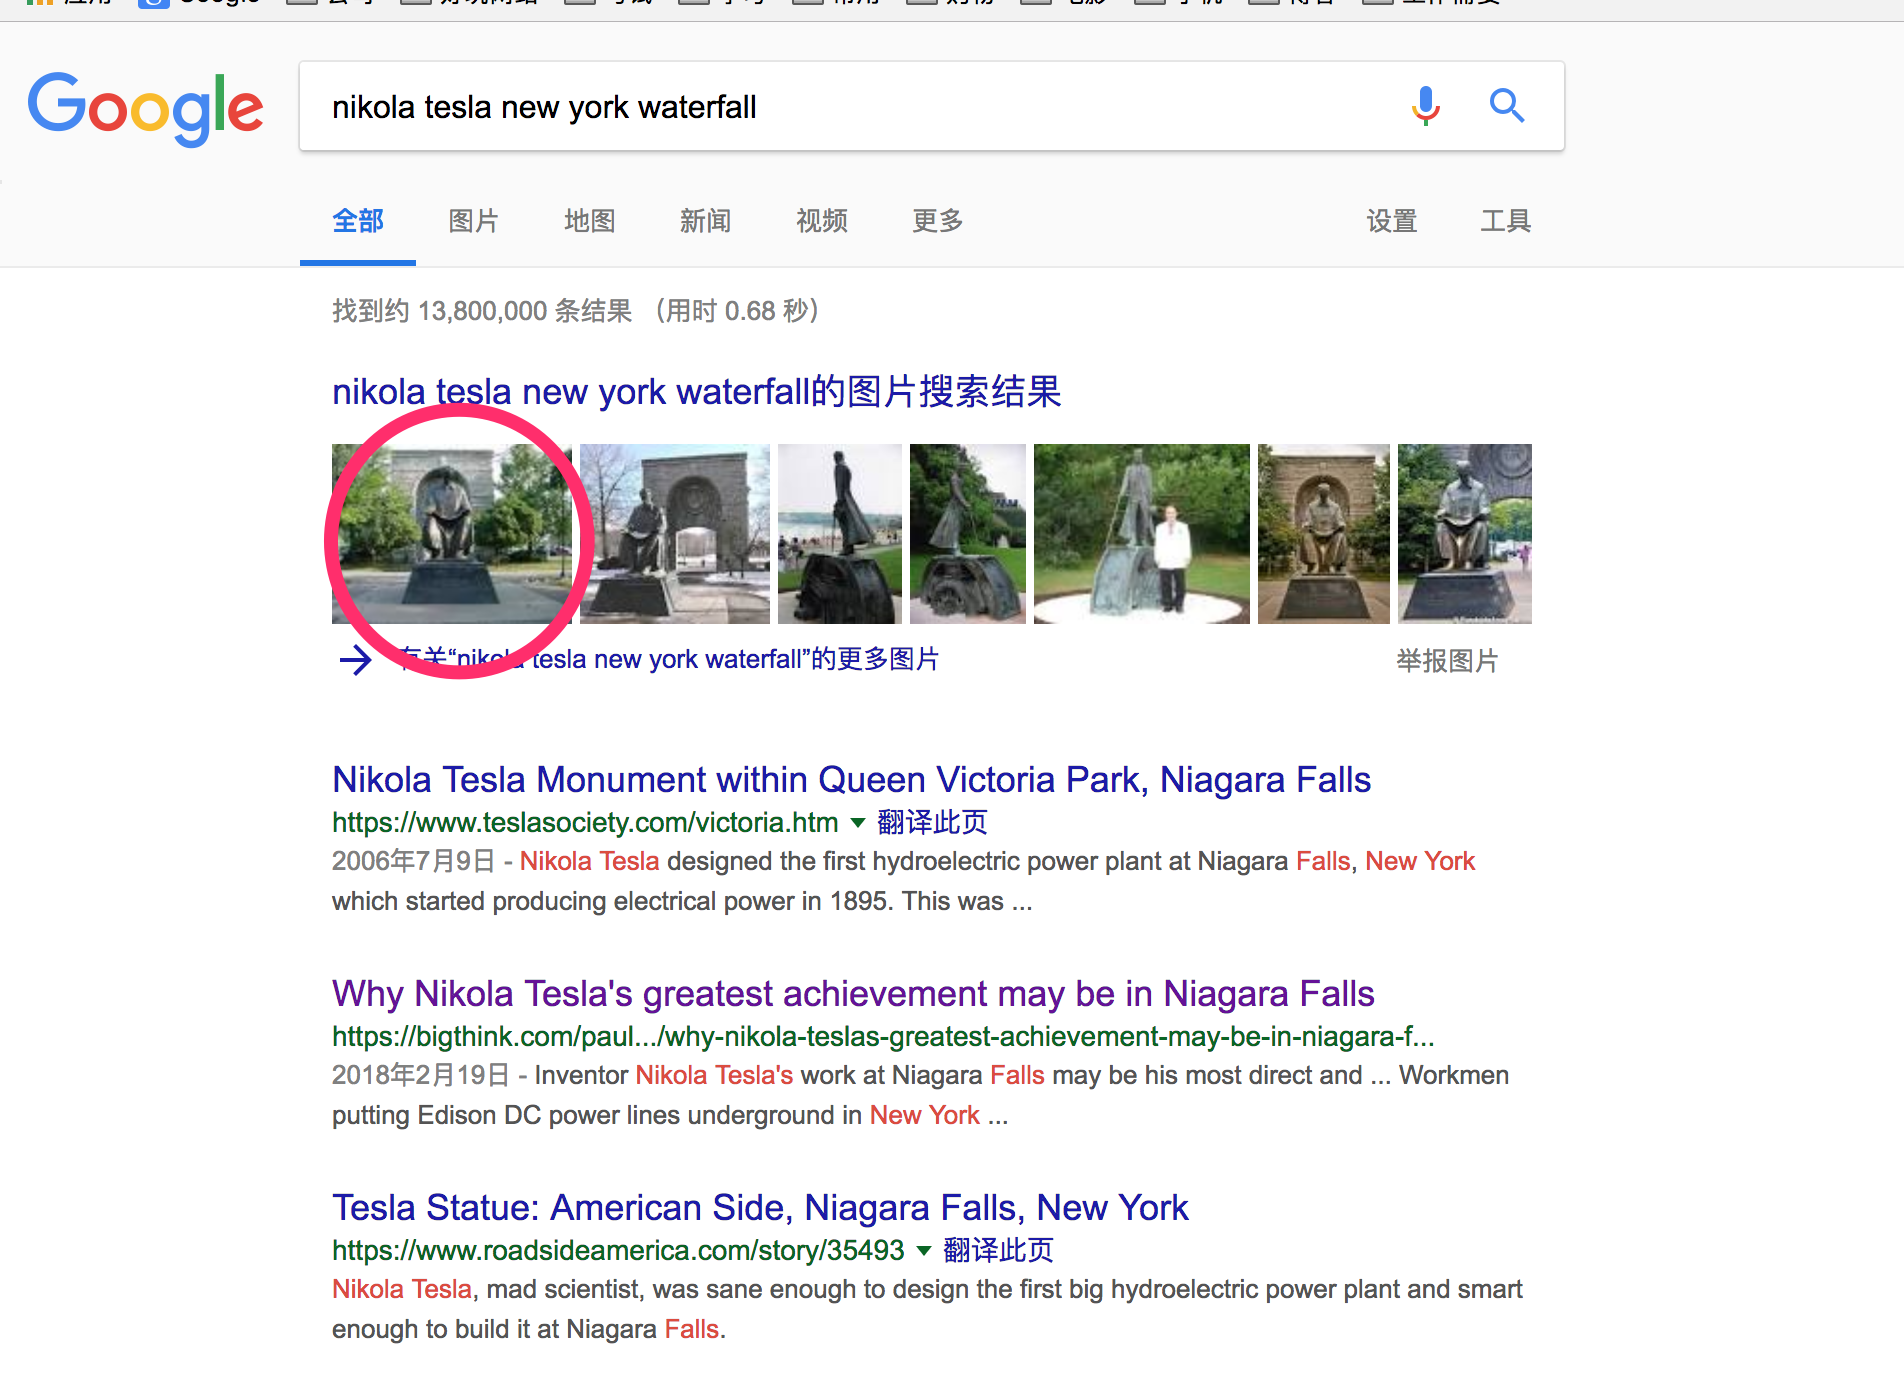 Google
nikola tesla new york waterfall
全部 图片 地图 新闻 视频 更多 设置 工具
找到约 13,800,000 条结果 （用时 0.68 秒）
nikola tesla new york waterfall的图片搜索结果
有关“nikola tesla new york waterfall”的更多图片 举报图片
Nikola Tesla Monument within Queen Victoria Park, Niagara Falls
https://www.teslasociety.com/victoria.htm 翻译此页
2006年7月9日 - Nikola Tesla designed the first hydroelectric power plant at Niagara Falls, New York
which started producing electrical power in 1895. This was ...
Why Nikola Tesla's greatest achievement may be in Niagara Falls
https://bigthink.com/paul.../why-nikola-teslas-greatest-achievement-may-be-in-niagara-f...
2018年2月19日 - Inventor Nikola Tesla's work at Niagara Falls may be his most direct and ... Workmen
putting Edison DC power lines underground in New York ...
Tesla Statue: American Side, Niagara Falls, New York
https://www.roadsideamerica.com/story/35493 翻译此页
Nikola Tesla, mad scientist, was sane enough to design the first big hydroelectric power plant and smart
enough to build it at Niagara Falls.